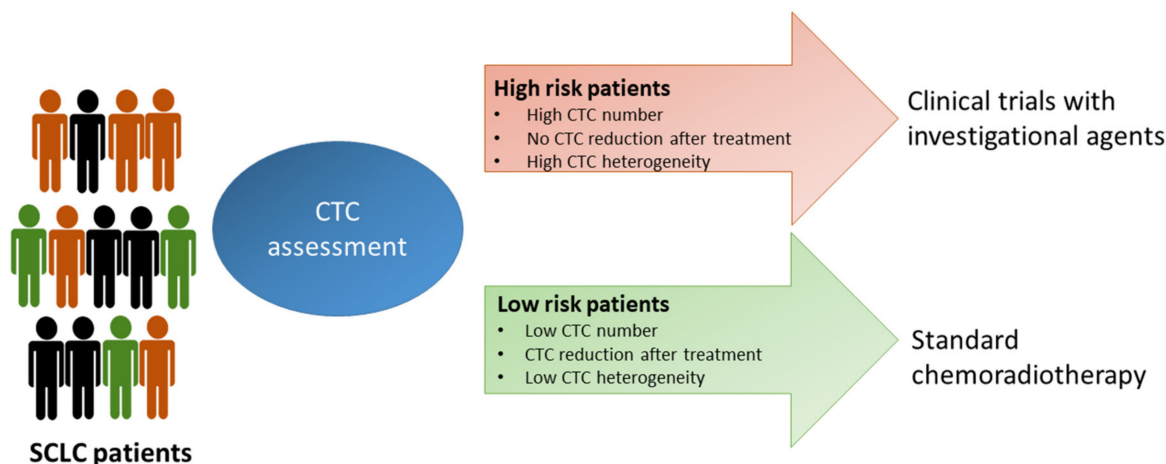 SCLC patients
CTC
assessment
High risk patients
• High CTC number
• No CTC reduction after treatment
• High CTC heterogeneity
Clinical trials with
investigational agents
Low risk patients
• Low CTC number
• CTC reduction after treatment
• Low CTC heterogeneity
Standard
chemoradiotherapy